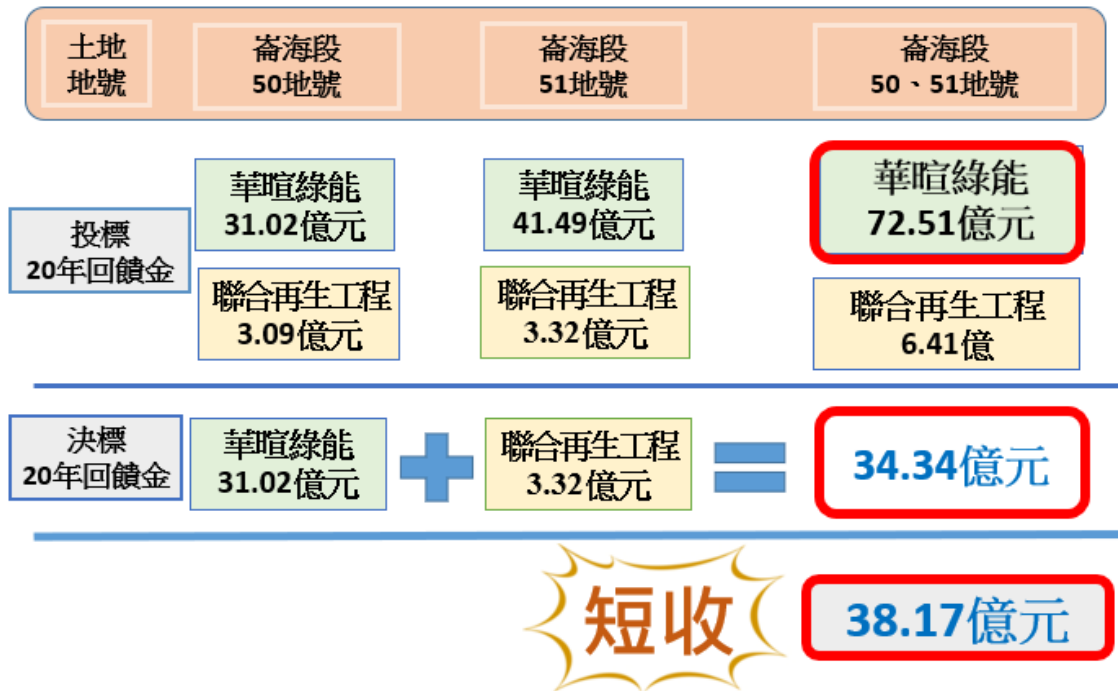 土地
地號
崙海段
50地號
崙海段
51地號
崙海段
50、51地號
投標
20年回饋金
華暄綠能
31.02億元
華暄綠能
41.49億元
華暄綠能
72.51億元
聯合再生工程
3.09億元
聯合再生工程
3.32億元
聯合再生工程
6.41億
決標
20年回饋金
華暄綠能
31.02億元
聯合再生工程
3.32億元
34.34億元
短收
38.17億元